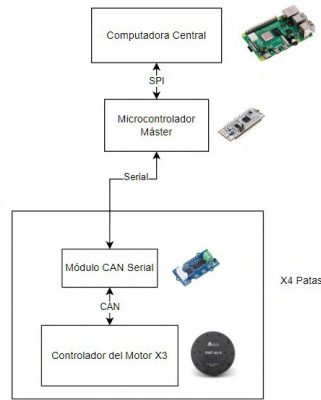 Computadora Central
SPI
Microcontrolador
Máster
Serial
Módulo CAN Serial
X4 Patas
CAN
Controlador del Motor X3